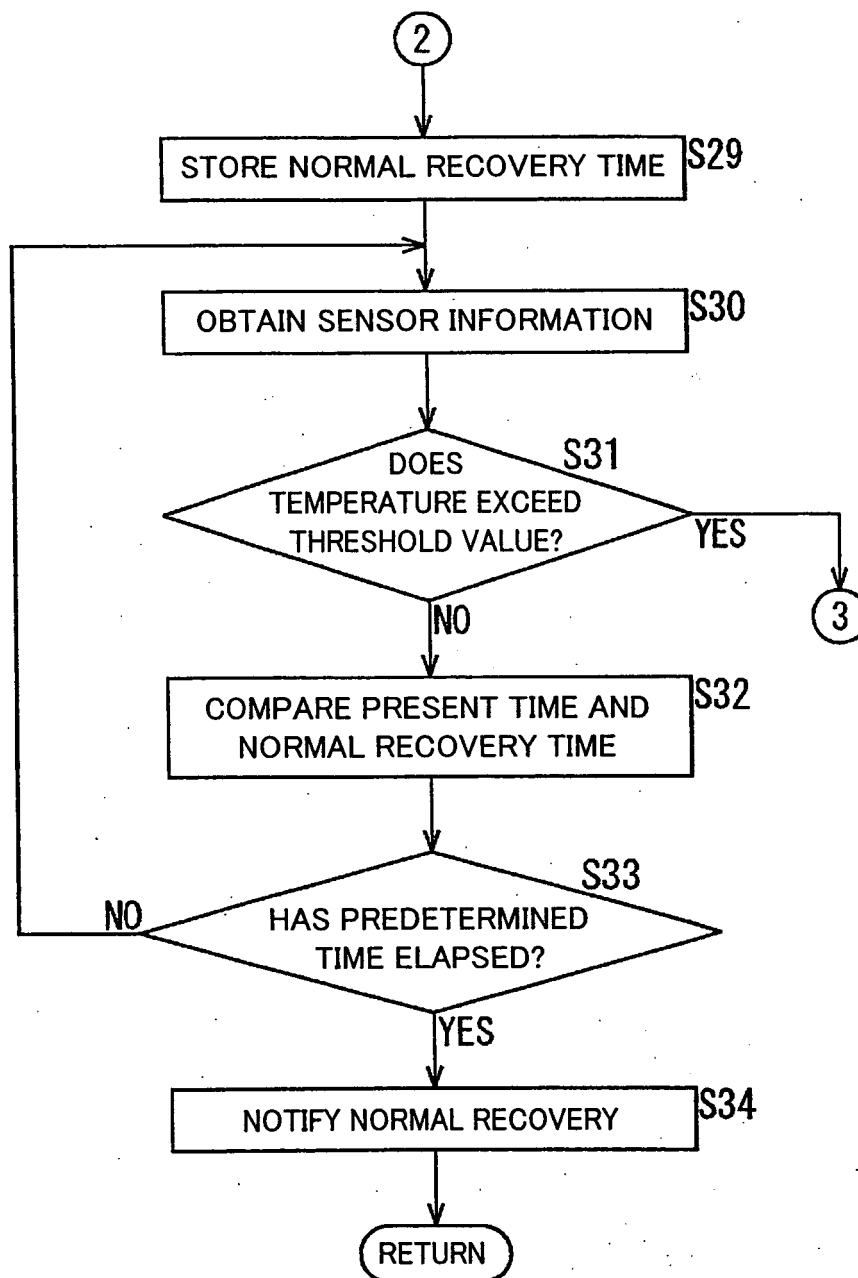 2
STORE NORMAL RECOVERY TIME
S29
OBTAIN SENSOR INFORMATION
S30
S31
DOES
TEMPERATURE EXCEED
THRESHOLD VALUE?
YES
3
NO
COMPARE PRESENT TIME AND
NORMAL RECOVERY TIME
S32
S33
NO
HAS PREDETERMINED
TIME ELAPSED?
YES
NOTIFY NORMAL RECOVERY
S34
RETURN